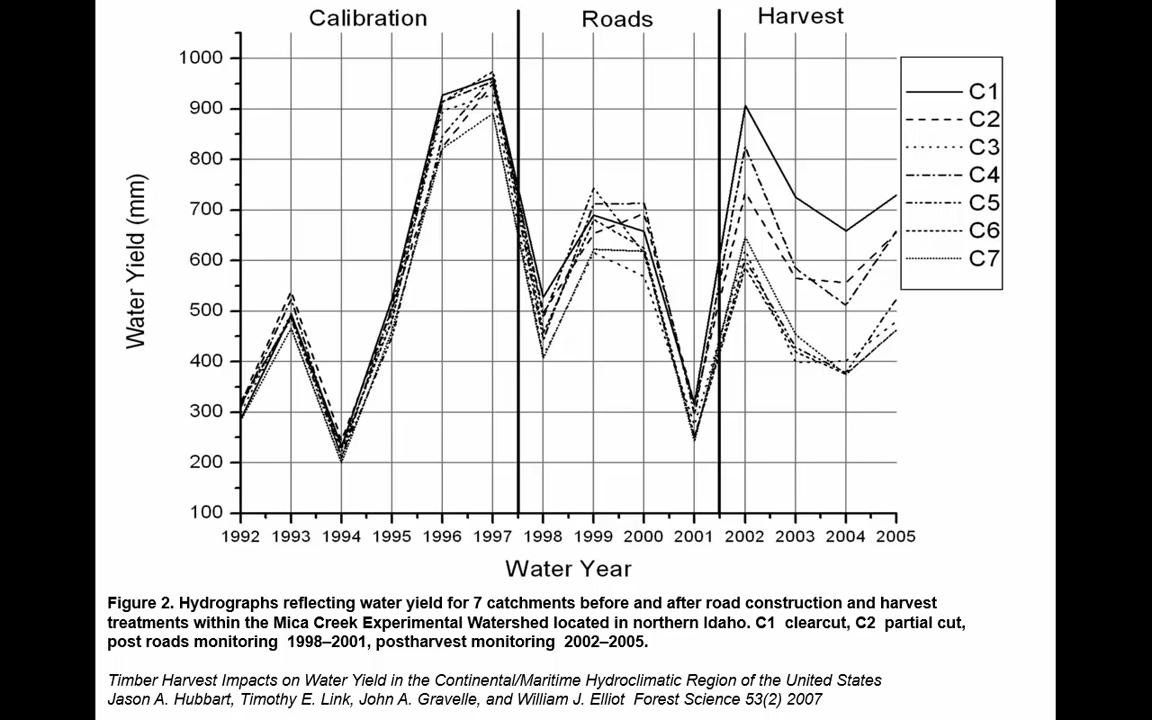 Calibration Roads Harvest
1000
900
800
700
600
500
400
300
200
100
Water Yield (mm)
C1
C2
C3
C4
C5
C6
C7
1992 1993 1994 1995 1996 1997 1998 1999 2000 2001 2002 2003 2004 2005
Water Year
Figure 2. Hydrographs reflecting water yield for 7 catchments before and after road construction and harvest
treatments within the Mica Creek Experimental Watershed located in northern Idaho. C1 clearcut, C2 partial cut,
post roads monitoring 1998–2001, postharvest monitoring 2002–2005.
Timber Harvest Impacts on Water Yield in the Continental/Maritime Hydroclimatic Region of the United States
Jason A. Hubbart, Timothy E. Link, John A. Gravelle, and William J. Elliot Forest Science 53(2) 2007